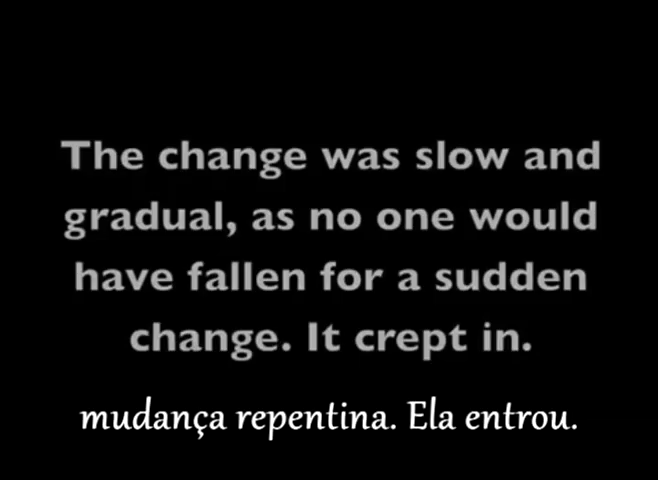 The change was slow and
gradual, as no one would
have fallen for a sudden
change. It crept in.
mudança repentina. Ela entrou.